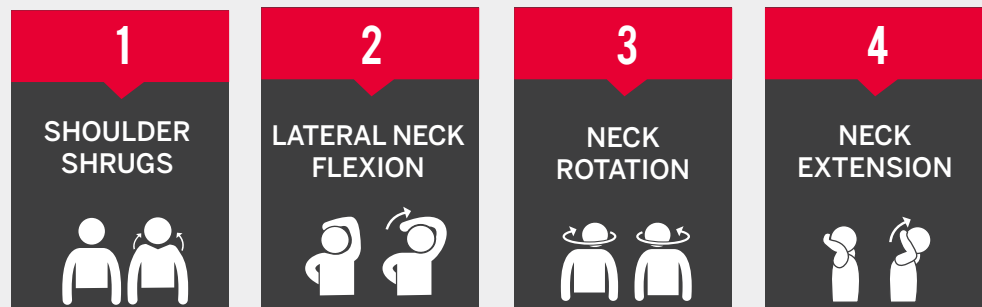 1
SHOULDER
SHRUGS
2
LATERAL NECK
FLEXION
3
NECK
ROTATION
4
NECK
EXTENSION